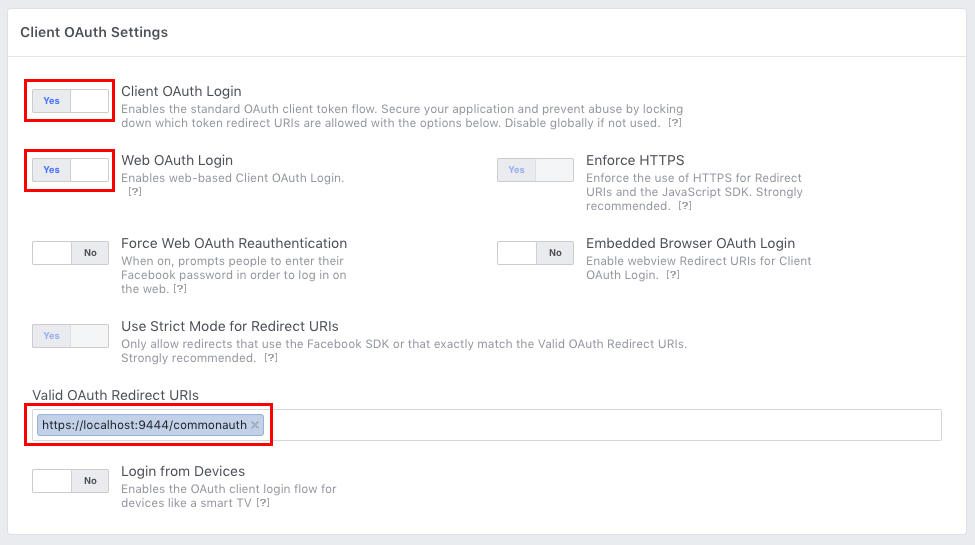 Client OAuth Settings
Yes
Client OAuth Login
Enables the standard OAuth client token flow. Secure your application and prevent abuse by locking
down which token redirect URIs are allowed with the options below. Disable globally if not used. [?]
Yes
Web OAuth Login
Enables web-based Client OAuth Login.
[?]
Yes
Enforce HTTPS
Enforce the use of HTTPS for Redirect
URIs and the JavaScript SDK. Strongly
recommended. [?]
No
Force Web OAuth Reauthentication
When on, prompts people to enter their
Facebook password in order to log in on
the web. [?]
No
Embedded Browser OAuth Login
Enable webview Redirect URIs for Client
OAuth Login. [?]
Yes
Use Strict Mode for Redirect URIs
Only allow redirects that use the Facebook SDK or that exactly match the Valid OAuth Redirect URIs.
Strongly recommended. [?]
Valid OAuth Redirect URIs
https://localhost:9444/commonauth ×
No
Login from Devices
Enables the OAuth client login flow for
devices like a smart TV [?]